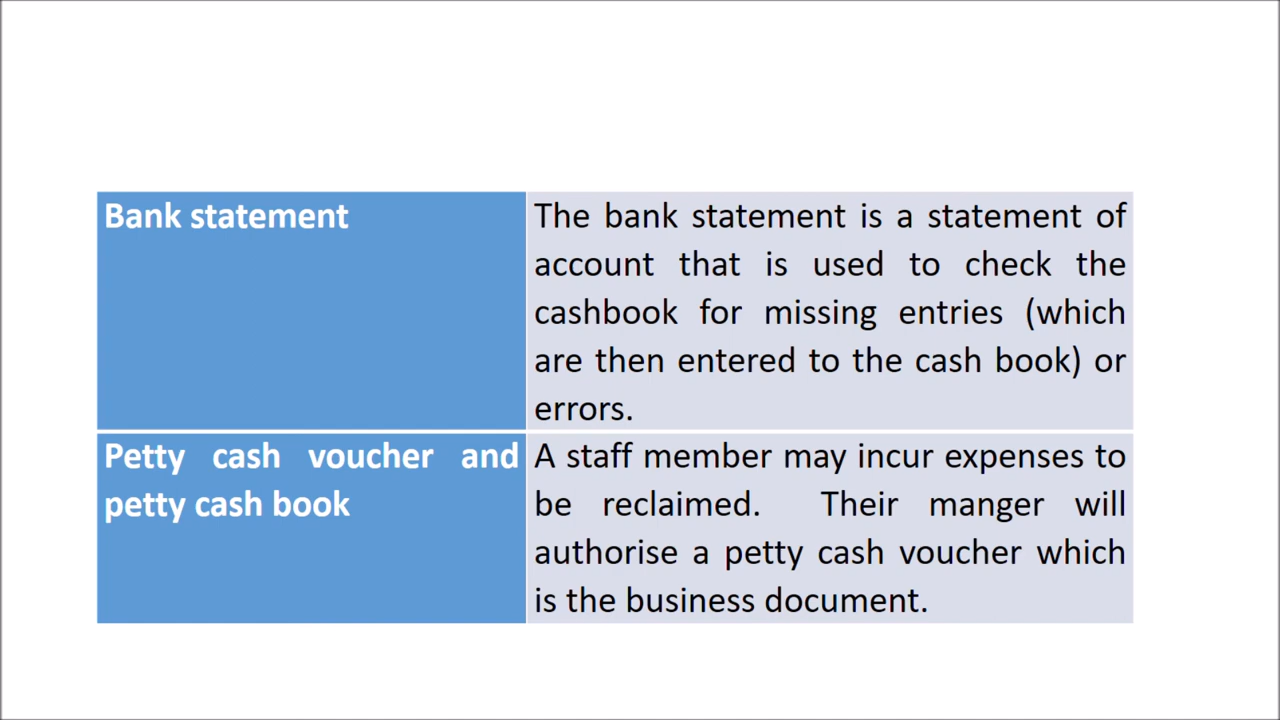 Bank statement
The bank statement is a statement of
account that is used to check the
cashbook for missing entries (which
are then entered to the cash book) or
errors.
Petty cash voucher and
petty cash book
A staff member may incur expenses to
be reclaimed. Their manger will
authorise a petty cash voucher which
is the business document.